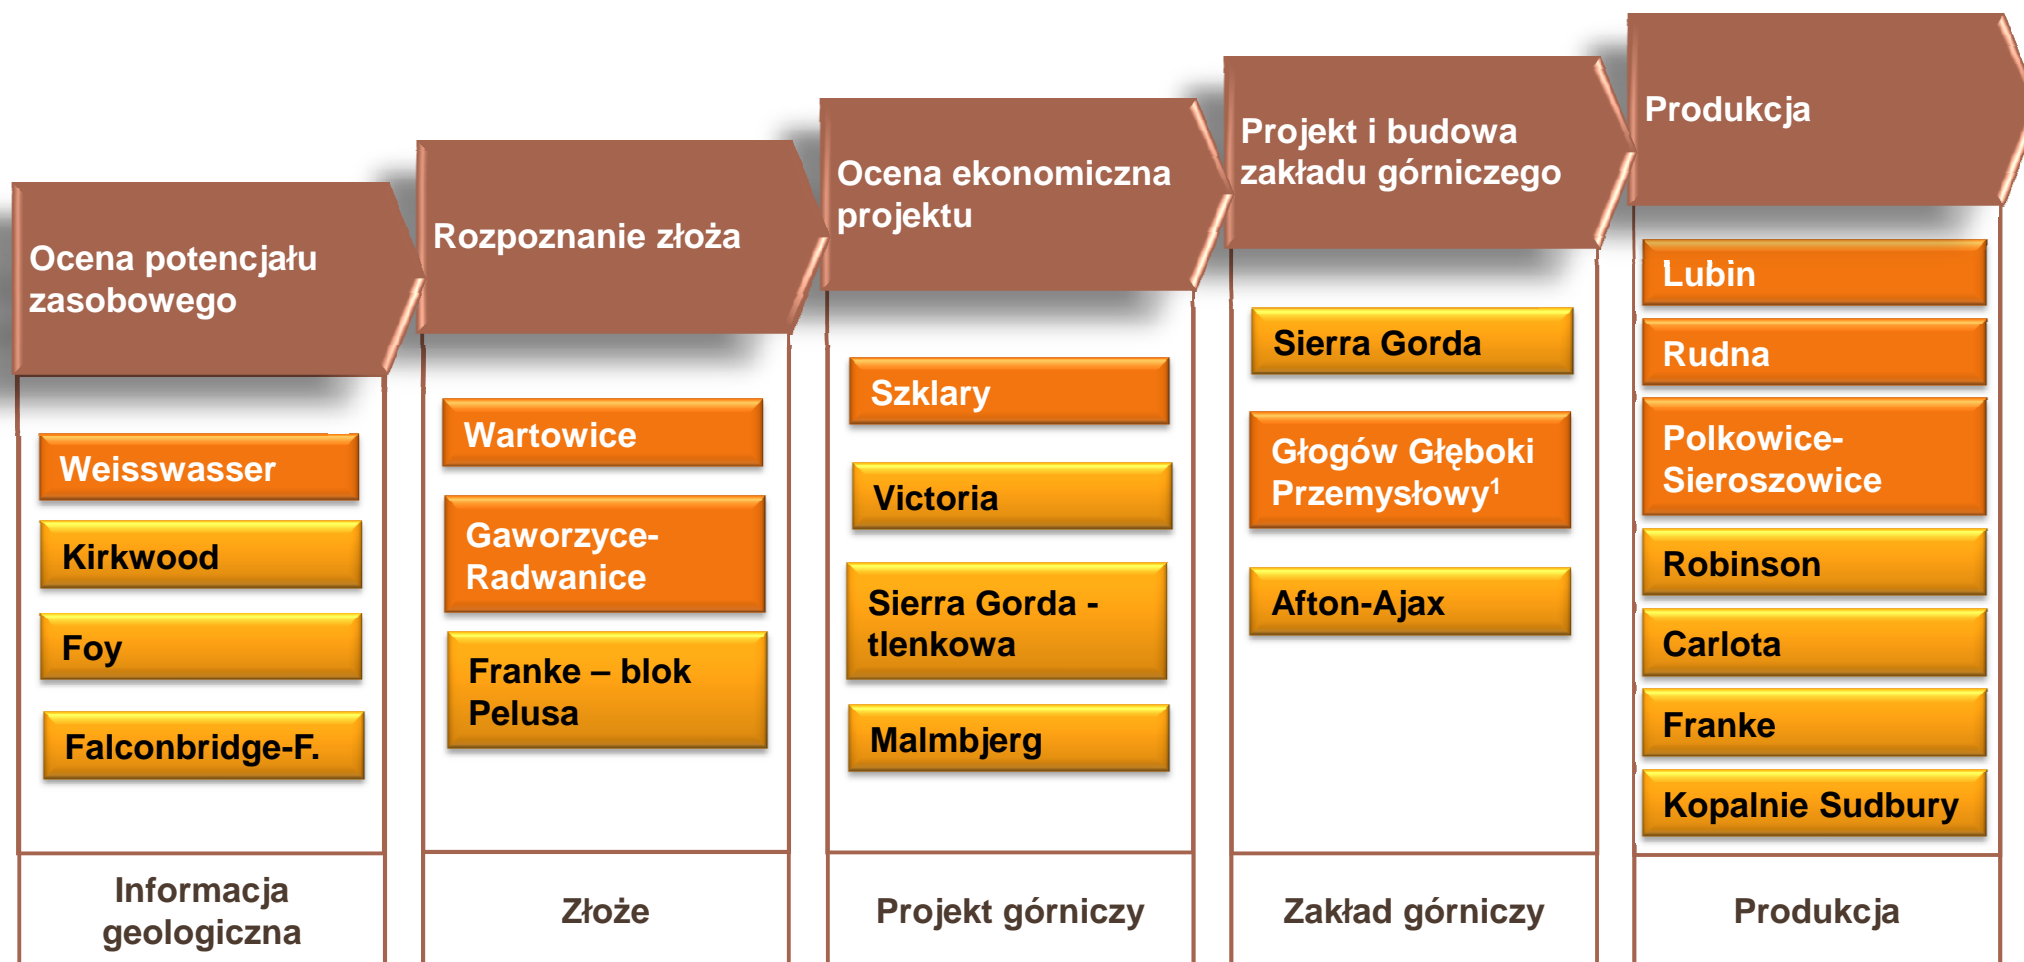 Ocena potencjału
zasobowego
Weisswasser
Kirkwood
Foy
Falconbridge-F.
Informacja
geologiczna
Rozpoznanie złoża
Wartowice
Gaworzyce-
Radwanice
Franke – blok
Pelusa
Złoże
Ocena ekonomiczna
projektu
Szklary
Victoria
Sierra Gorda -
tlenkowa
Malmbjerg
Projekt górniczy
Projekt i budowa
zakładu górniczego
Sierra Gorda
Głogów Głęboki
Przemysłowy¹
Afton-Ajax
Zakład górniczy
Produkcja
Lubin
Rudna
Polkowice-
Sieroszowice
Robinson
Carlota
Franke
Kopalnie Sudbury
Produkcja